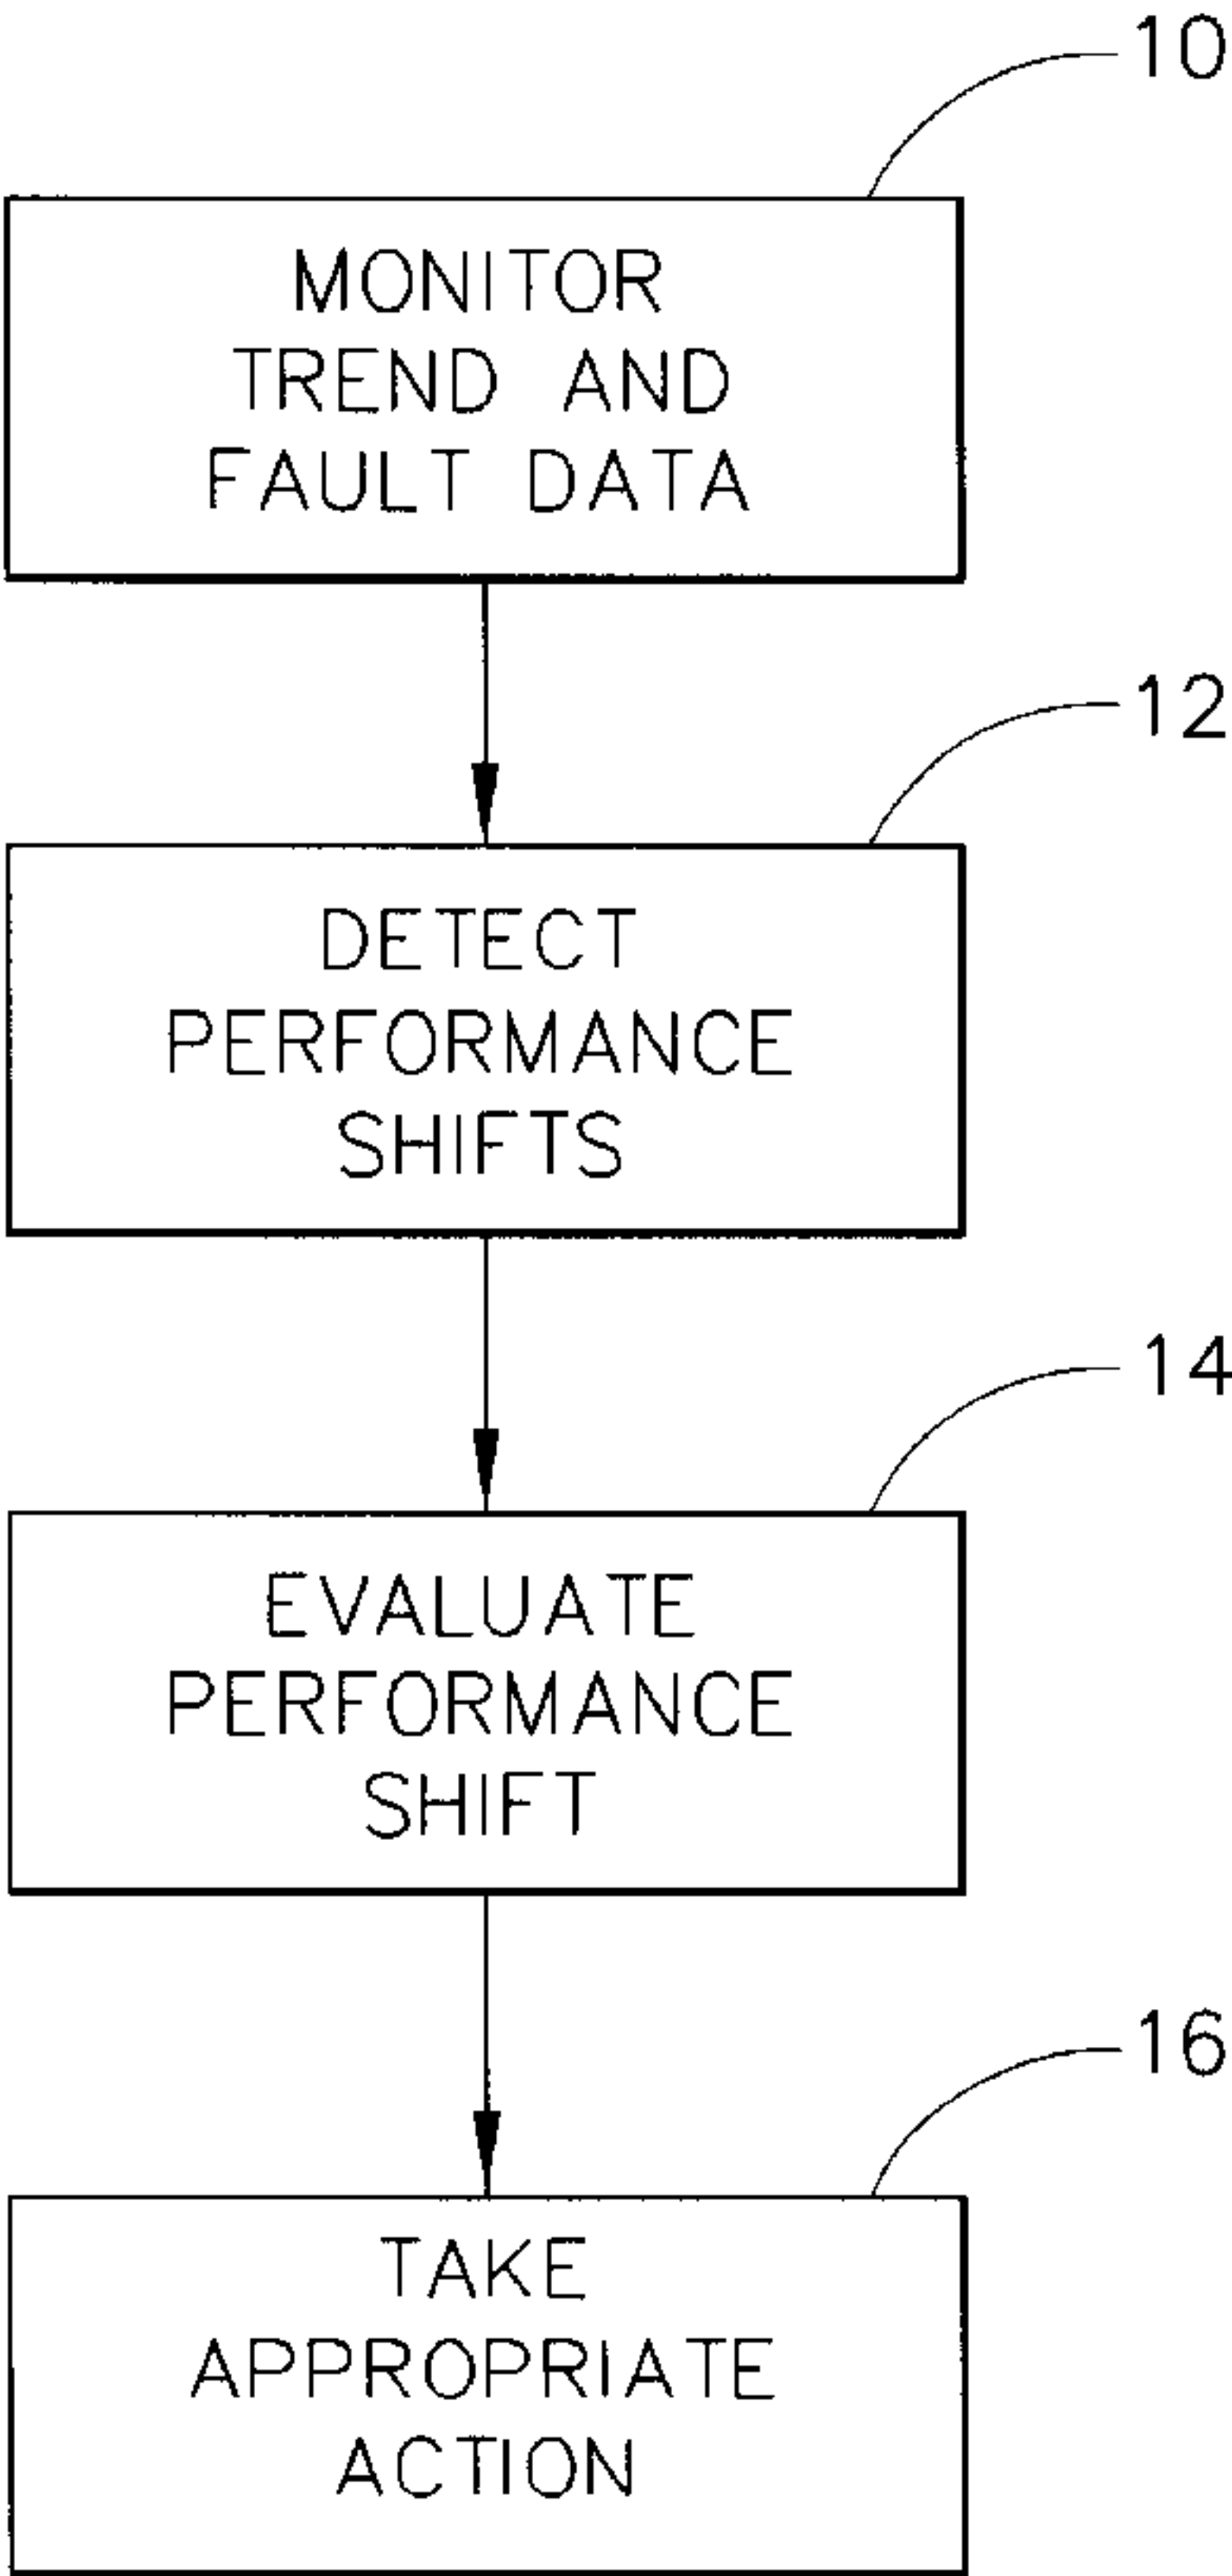 10
MONITOR
TREND AND
FAULT DATA
12
DETECT
PERFORMANCE
SHIFTS
14
EVALUATE
PERFORMANCE
SHIFT
16
TAKE
APPROPRIATE
ACTION